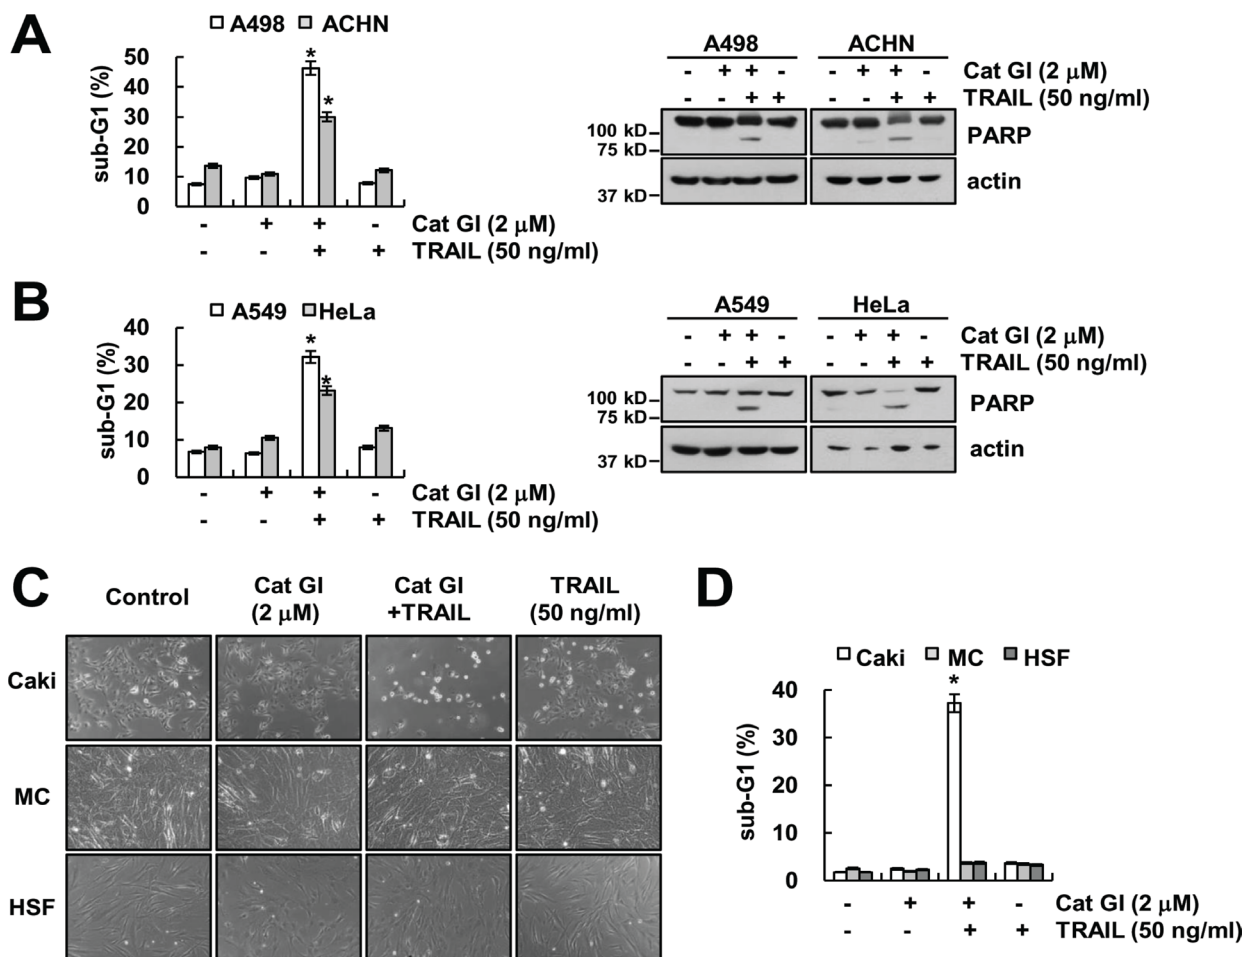 A
A498 ACHN
50
40
30
20
10
0
sub-G1 (%)
* *
- + + - Cat GI (2 μM)
- - + + TRAIL (50 ng/ml)
A498 ACHN
- + + - - + + - Cat GI (2 μM)
- - + + - - + + TRAIL (50 ng/ml)
100 kD
75 kD
PARP
37 kD
actin
B
A549 HeLa
40
30
20
10
0
sub-G1 (%)
* *
- + + - Cat GI (2 μM)
- - + + TRAIL (50 ng/ml)
A549 HeLa
- + + - - + + - Cat GI (2 μM)
- - + + - - + + TRAIL (50 ng/ml)
100 kD
75 kD
PARP
37 kD
actin
C
Control
Cat GI
(2 μM)
Cat GI
+TRAIL
TRAIL
(50 ng/ml)
Caki
MC
HSF
D
Caki MC HSF
40
30
20
10
0
sub-G1 (%)
*
- + + - Cat GI (2 μM)
- - + + TRAIL (50 ng/ml)